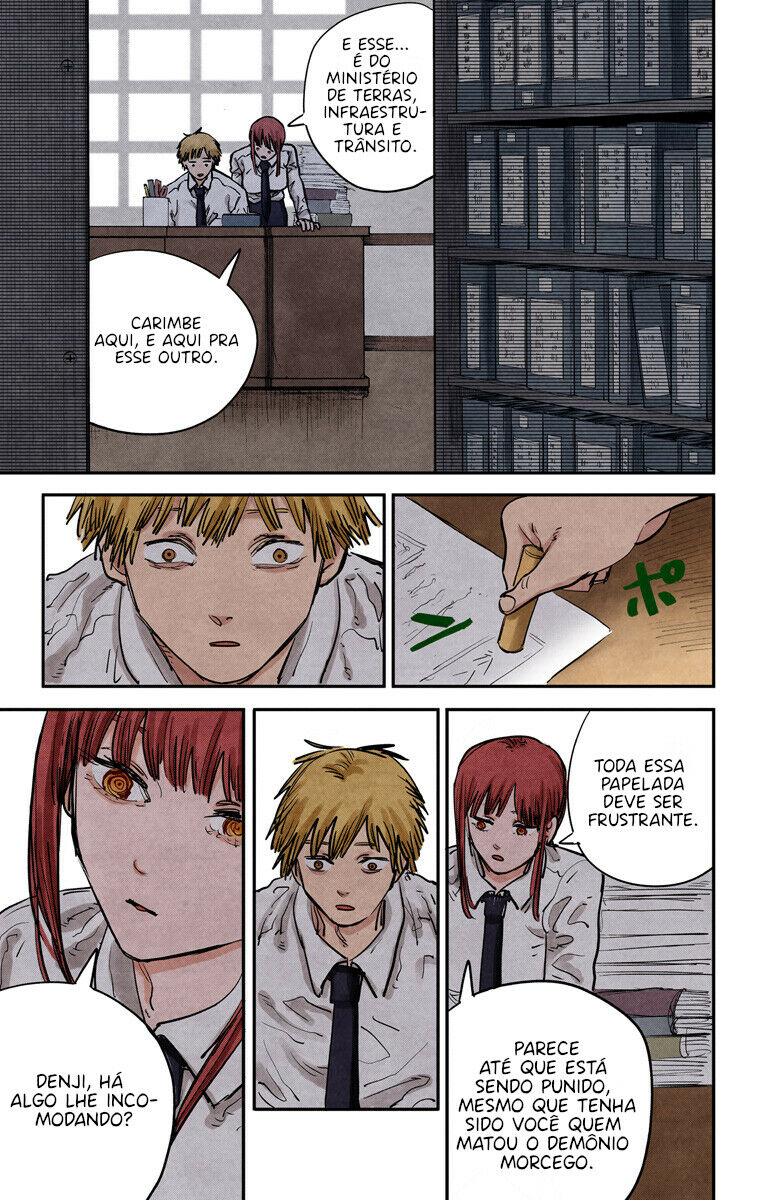 E ESSE...
É DO
MINISTÉRIO
DE TERRAS,
INFRAESTRU-
TURA E
TRÂNSITO.
CARIMBE
AQUI, E AQUI PRA
ESSE OUTRO.
ポ
ン
TODA ESSA
PAPELADA
DEVE SER
FRUSTRANTE.
PARECE
ATÉ QUE ESTÁ
SENDO PUNIDO,
MESMO QUE TENHA
SIDO VOCÊ QUEM
MATOU O DEMÔNIO
MORCEGO.
DENJI, HÁ
ALGO LHE INCO-
MODANDO?